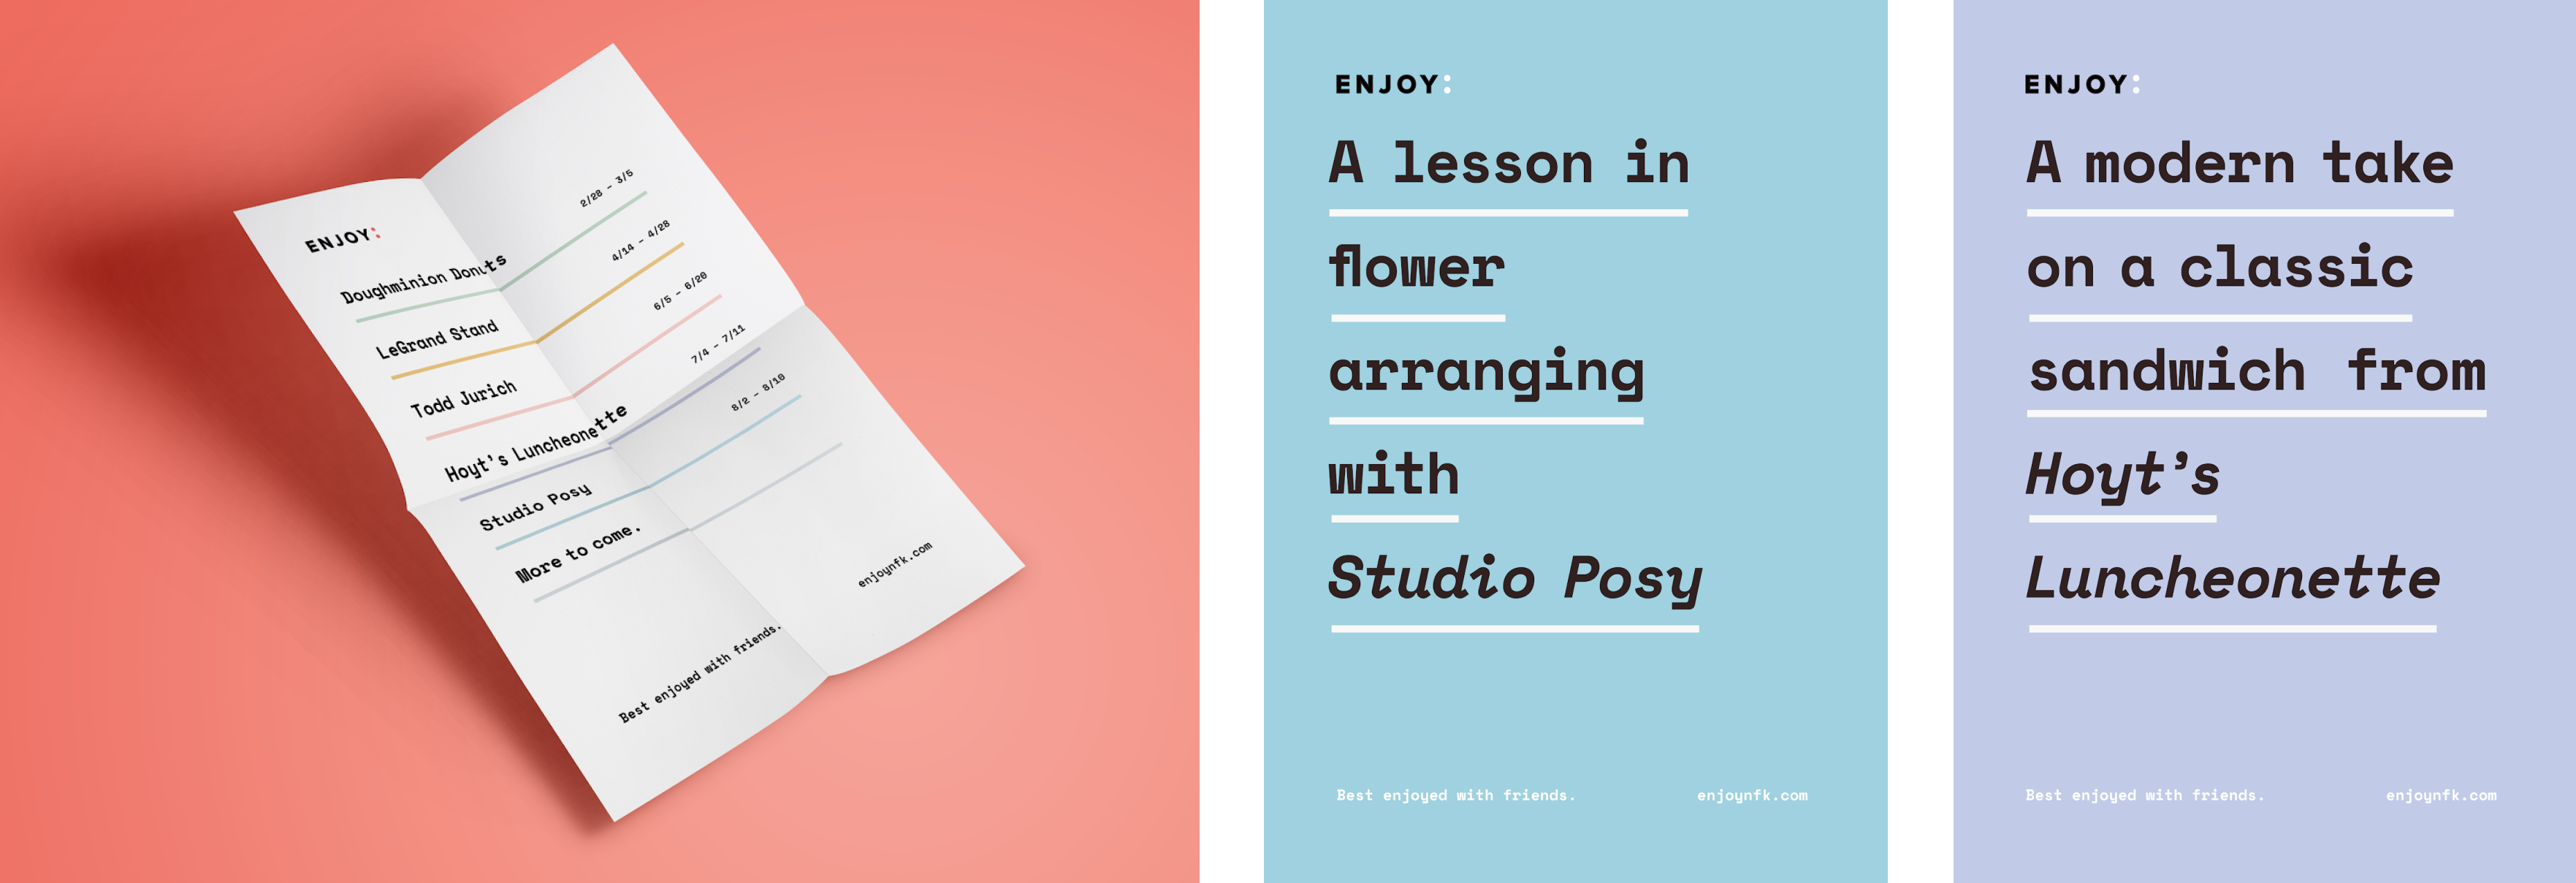 ENJOY:
Doughminion Donuts
2/28 – 3/5
LeGrand Stand
4/14 – 4/28
Todd Jurich
6/5 – 6/20
Hoyt’s Luncheonette
7/4 – 7/11
Studio Posy
8/2 – 8/10
More to come.
Best enjoyed with friends.
enjoynfk.com
ENJOY:
A lesson in
flower
arranging
with
Studio Posy
Best enjoyed with friends.
enjoynfk.com
ENJOY:
A modern take
on a classic
sandwich from
Hoyt’s
Luncheonette
Best enjoyed with friends.
enjoynfk.com